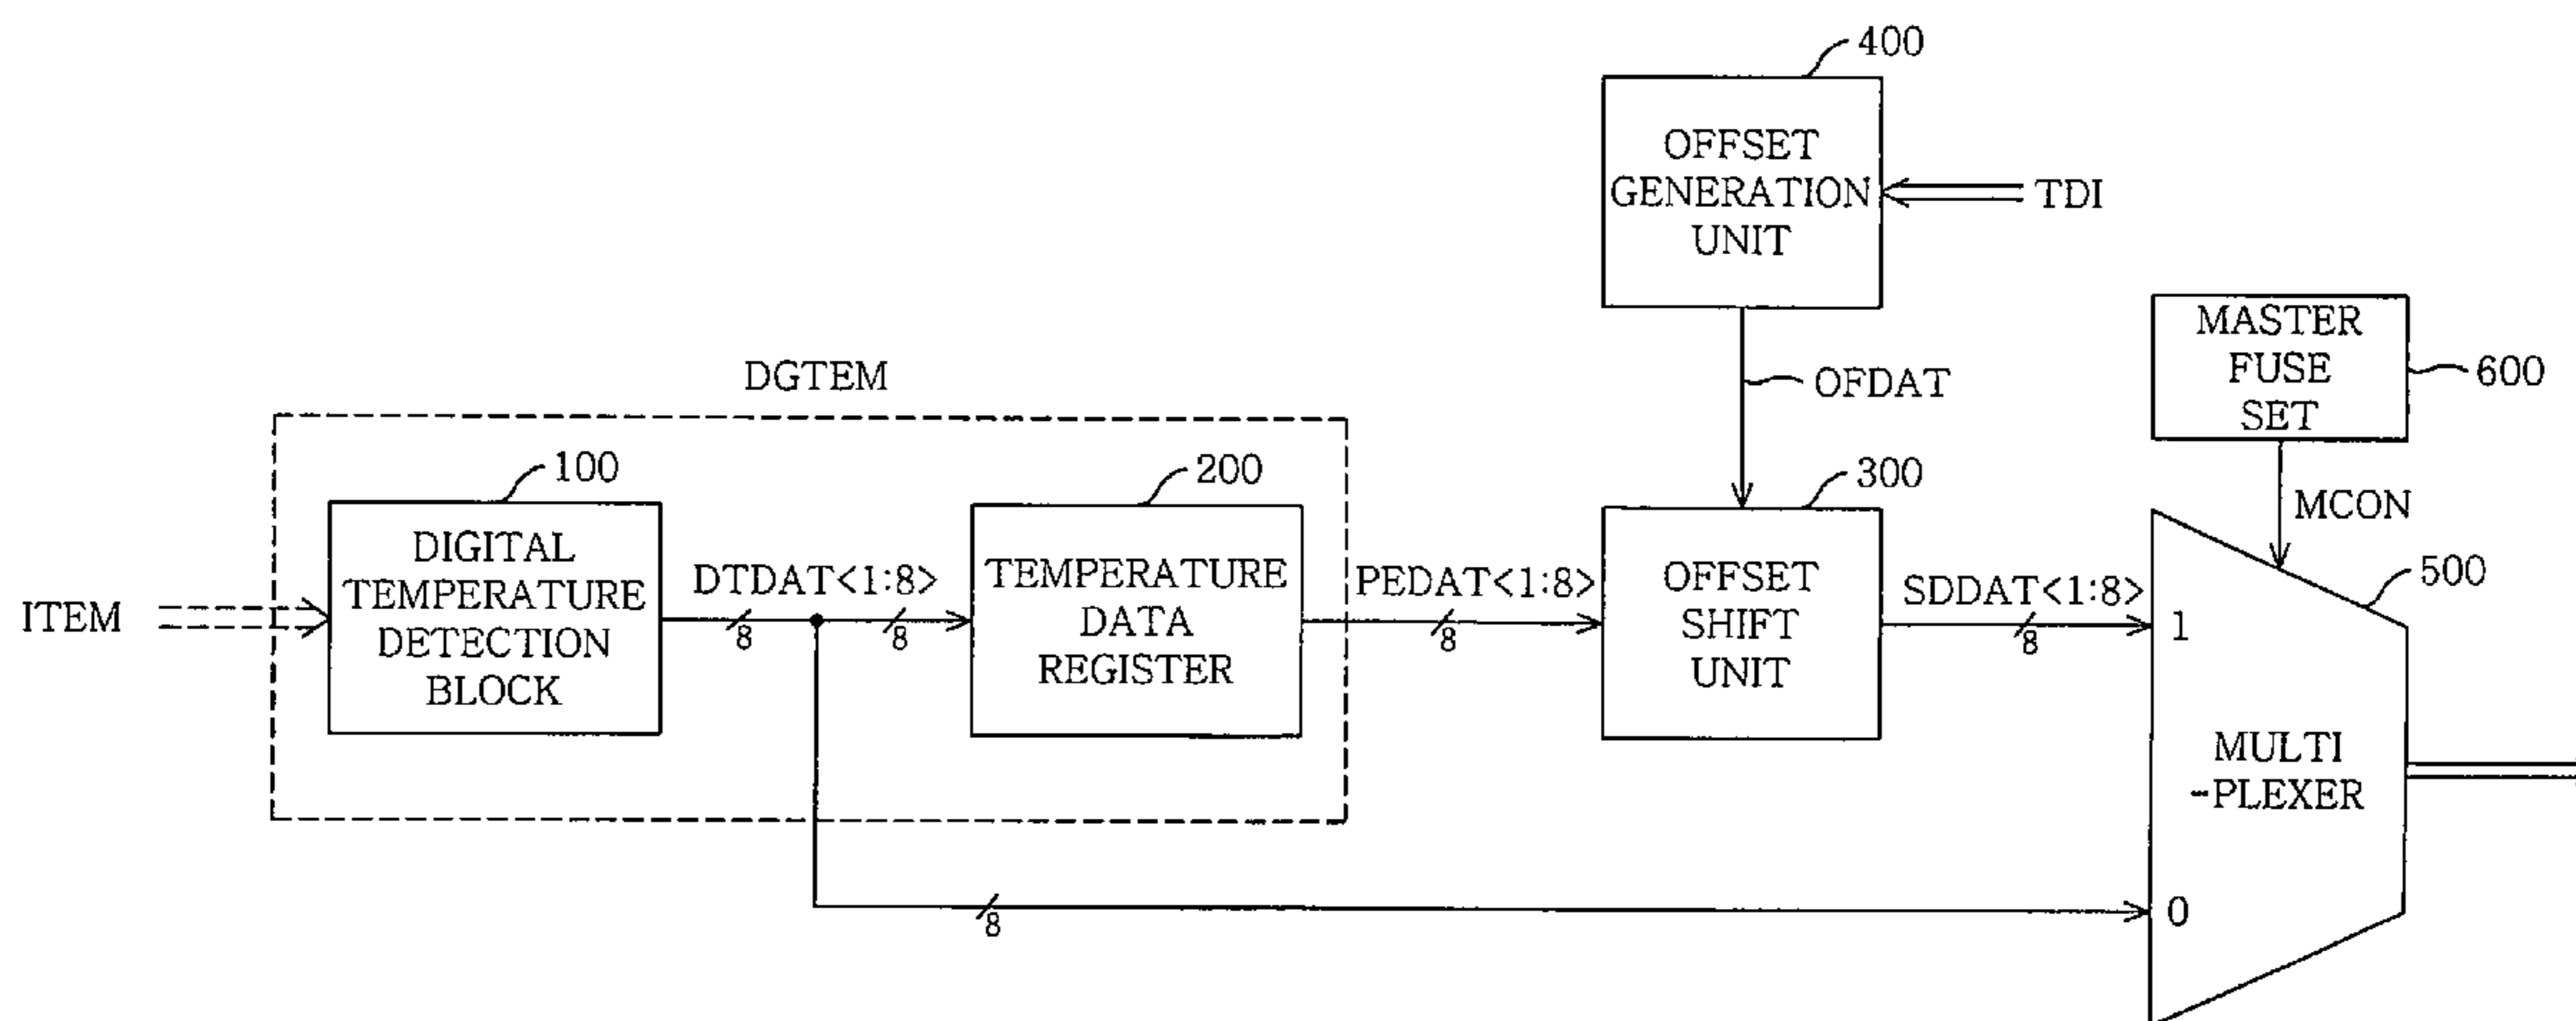 400
OFFSET
GENERATION
UNIT
TDI
MASTER
FUSE
SET
600
DGTEM
OFDAT
100
200
300
MCON
500
ITEM
DIGITAL
TEMPERATURE
DETECTION
BLOCK
DTDAT<1:8>
8
8
TEMPERATURE
DATA
REGISTER
PEDAT<1:8>
8
OFFSET
SHIFT
UNIT
SDDAT<1:8>
8
1
MULTI
-PLEXER
0
8